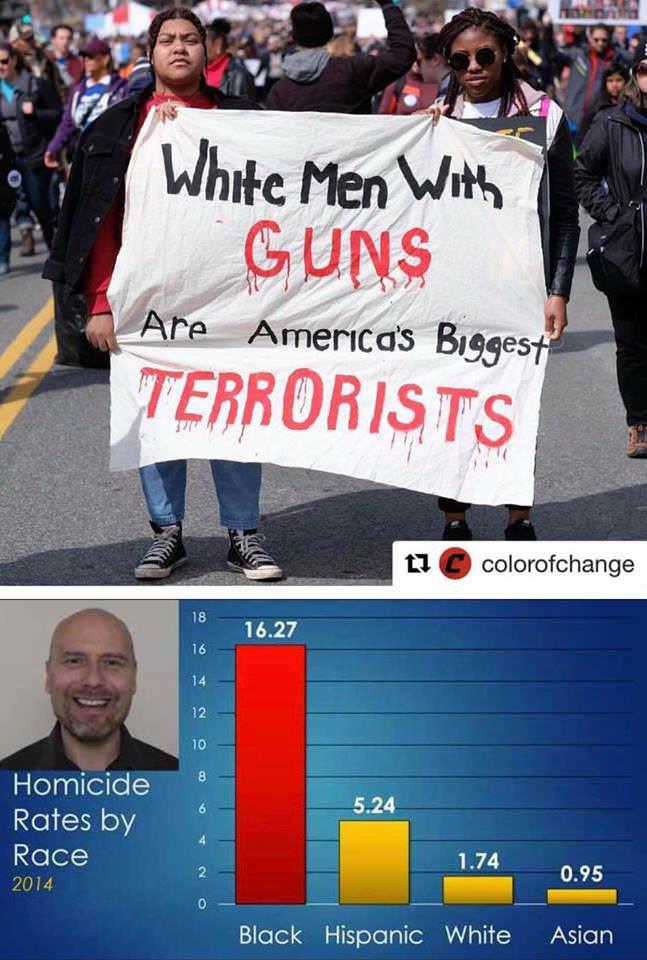 White Men With
GUNS
Are America's Biggest
TERRORISTS
colorofchange
18
16.27
16
14
12
10
Homicide
Rates by
Race
2014
8
6
5.24
4
2
1.74
0.95
0
Black Hispanic White Asian